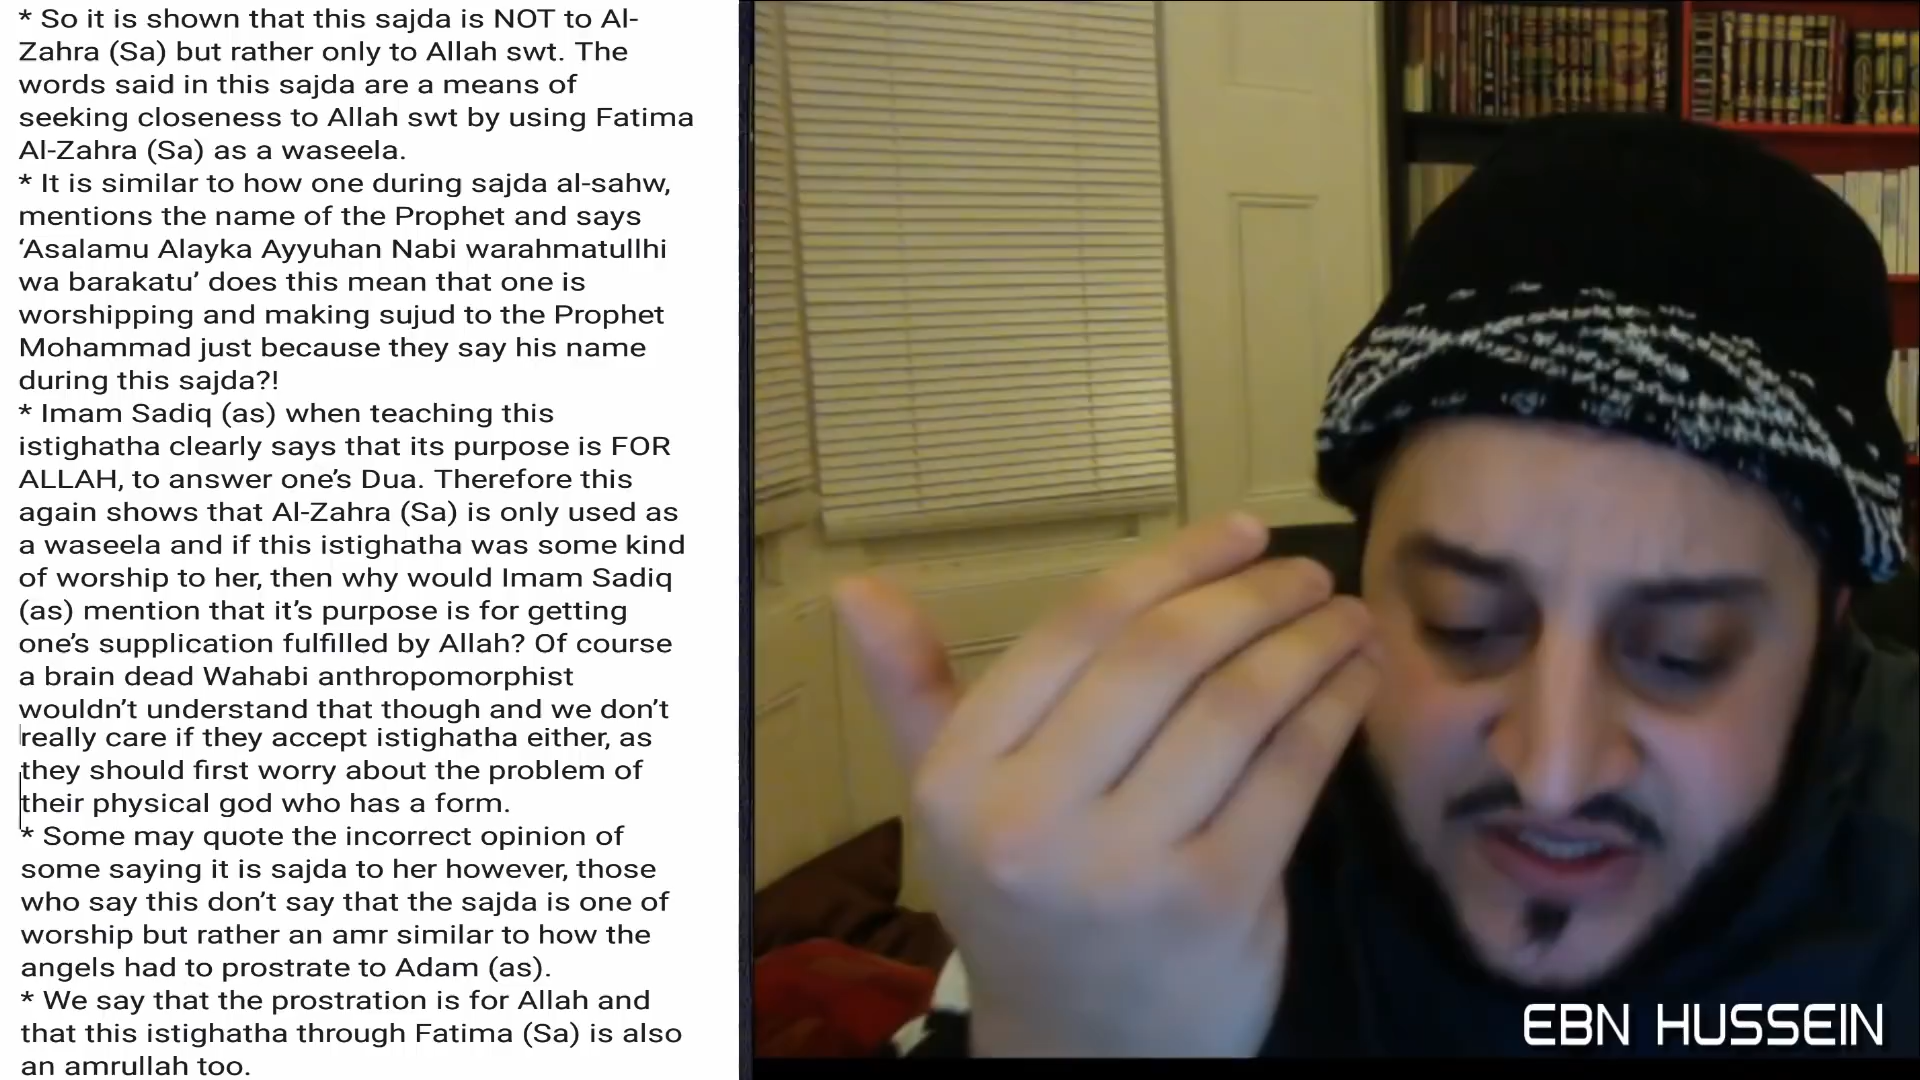 * So it is shown that this sajda is NOT to Al-
Zahra (Sa) but rather only to Allah swt. The
words said in this sajda are a means of
seeking closeness to Allah swt by using Fatima
Al-Zahra (Sa) as a waseela.
* It is similar to how one during sajda al-sahw,
mentions the name of the Prophet and says
‘Asalamu Alayka Ayyuhan Nabi warahmatullhi
wa barakatu’ does this mean that one is
worshipping and making sujud to the Prophet
Mohammad just because they say his name
during this sajda?!
* Imam Sadiq (as) when teaching this
istighatha clearly says that its purpose is FOR
ALLAH, to answer one’s Dua. Therefore this
again shows that Al-Zahra (Sa) is only used as
a waseela and if this istighatha was some kind
of worship to her, then why would Imam Sadiq
(as) mention that it’s purpose is for getting
one’s supplication fulfilled by Allah? Of course
a brain dead Wahabi anthropomorphist
wouldn’t understand that though and we don’t
really care if they accept istighatha either, as
they should first worry about the problem of
their physical god who has a form.
* Some may quote the incorrect opinion of
some saying it is sajda to her however, those
who say this don’t say that the sajda is one of
worship but rather an amr similar to how the
angels had to prostrate to Adam (as).
* We say that the prostration is for Allah and
that this istighatha through Fatima (Sa) is also
an amrullah too.
EBN HUSSEIN